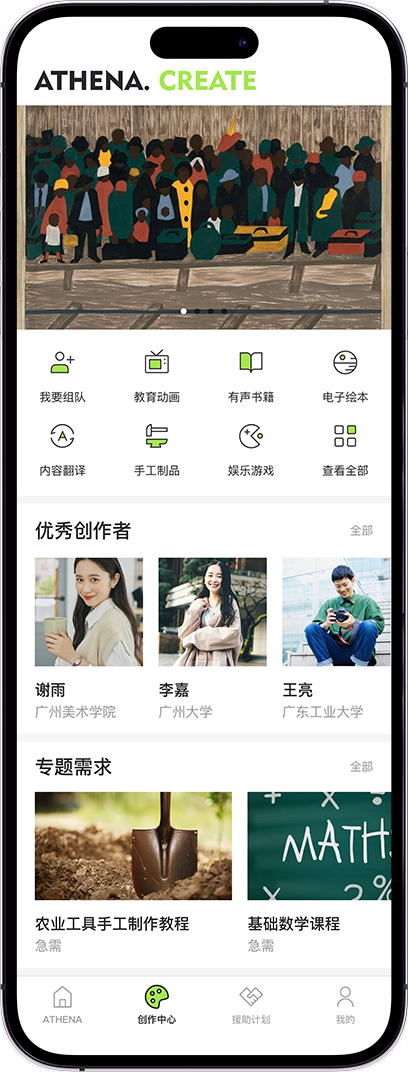 ATHENA. CREATE
我要组队
教育动画
有声书籍
电子绘本
A
内容翻译
手工制品
娱乐游戏
查看全部
优秀创作者
全部
谢雨
李嘉
王亮
广州美术学院
广州大学
广东工业大学
专题需求
全部
+ × ÷
MATHS
× 2%
农业工具手工制作教程
基础数学课程
急需
急需
ATHENA
创作中心
援助计划
我的